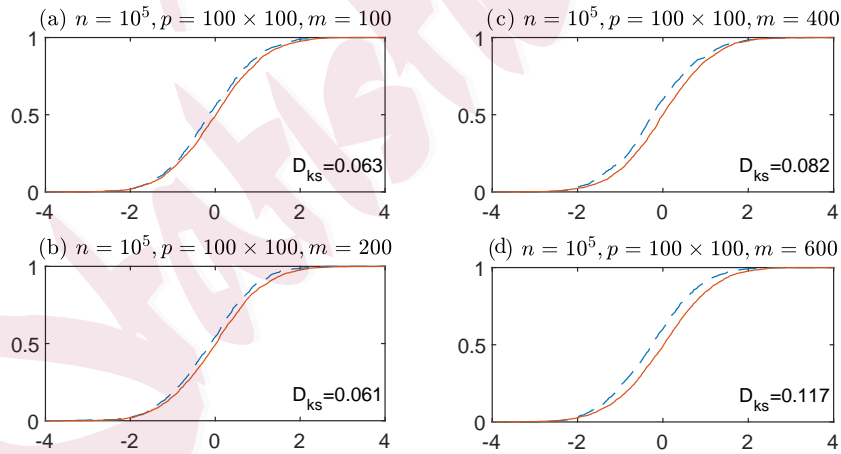 (a) n = 10^5, p = 100 × 100, m = 100
1
0.5
0
D_ks=0.063
-4 -2 0 2 4
(b) n = 10^5, p = 100 × 100, m = 200
1
0.5
0
D_ks=0.061
-4 -2 0 2 4
(c) n = 10^5, p = 100 × 100, m = 400
1
0.5
0
D_ks=0.082
-4 -2 0 2 4
(d) n = 10^5, p = 100 × 100, m = 600
1
0.5
0
D_ks=0.117
-4 -2 0 2 4